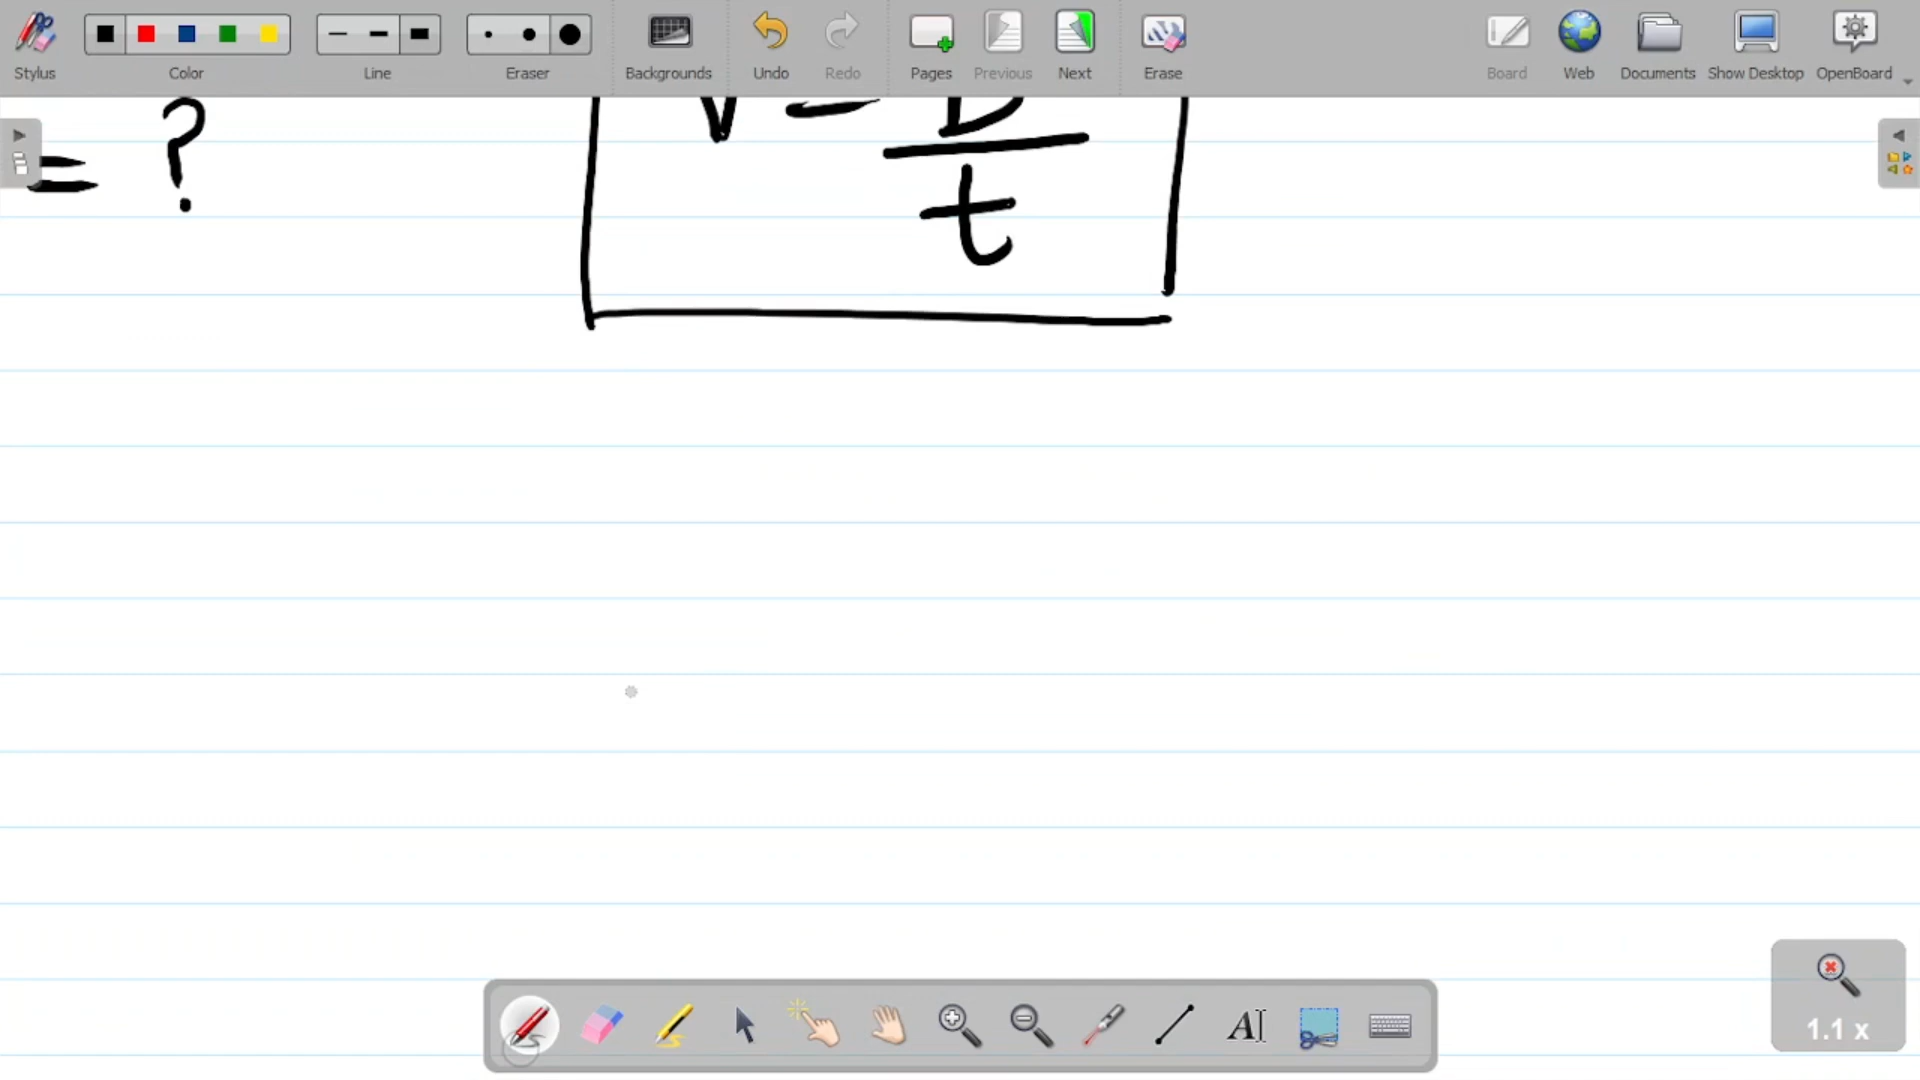 Stylus Color Line Eraser Backgrounds Undo Redo Pages Previous Next Erase Board Web Documents Show Desktop OpenBoard
= ?
V = D
t
1.1 x